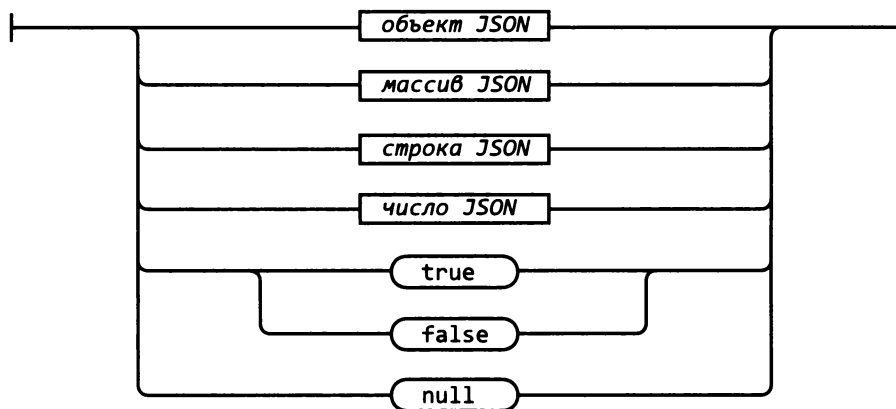 объект JSON
массив JSON
строка JSON
число JSON
true
false
null